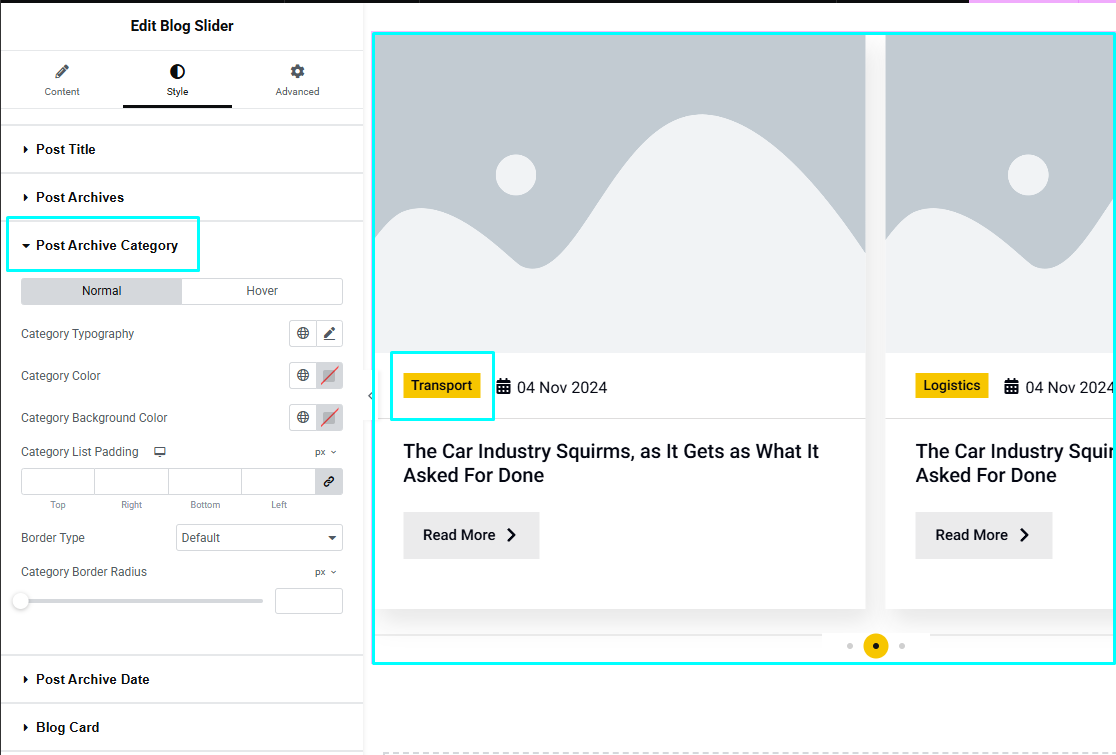 Edit Blog Slider
Content
Style
Advanced
Post Title
Post Archives
Post Archive Category
Normal
Hover
Category Typography
Category Color
Category Background Color
Category List Padding
px
Top
Right
Bottom
Left
Border Type
Default
Category Border Radius
px
Post Archive Date
Blog Card
Transport
04 Nov 2024
The Car Industry Squirms, as It Gets as What It
Asked For Done
Read More
Logistics
04 Nov 2024
The Car Industry Squir
Asked For Done
Read More